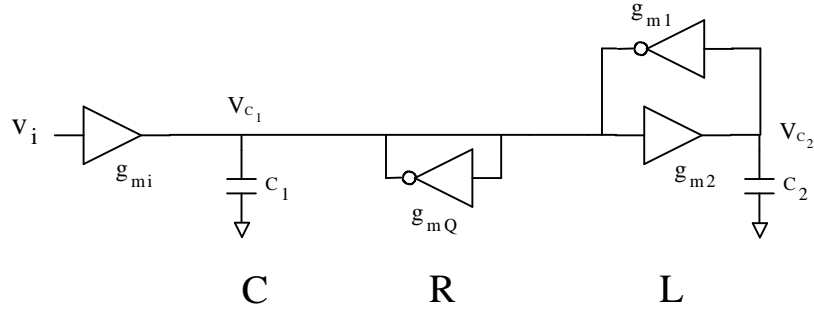 g m1
v i
V C 1
g mi
C 1
g mQ
g m2
V C 2
C 2
C R L